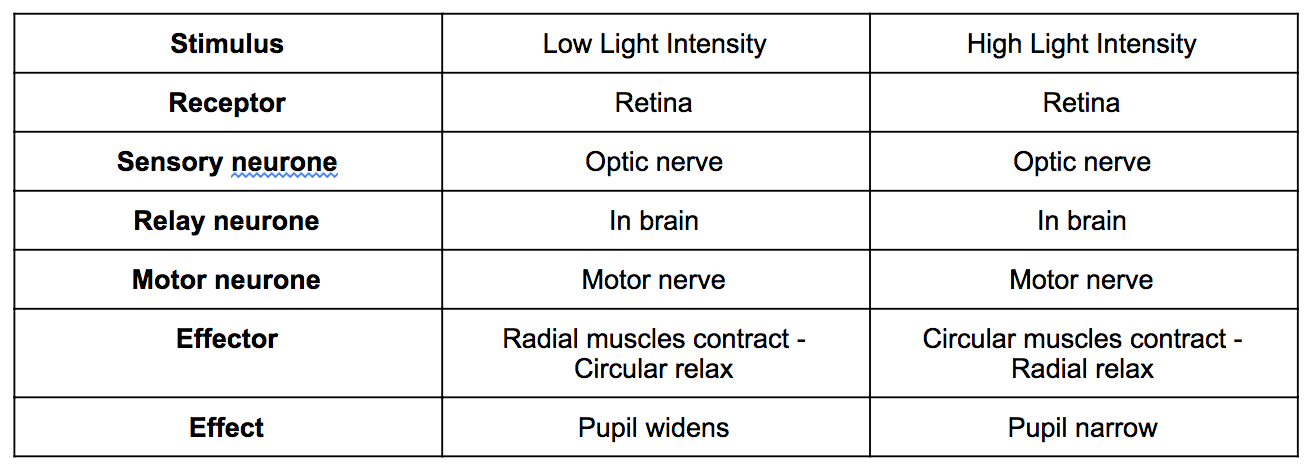 Stimulus Low Light Intensity High Light Intensity
Receptor Retina Retina
Sensory neurone Optic nerve Optic nerve
Relay neurone In brain In brain
Motor neurone Motor nerve Motor nerve
Effector Radial muscles contract - Circular muscles contract -
Circular relax Radial relax
Effect Pupil widens Pupil narrow